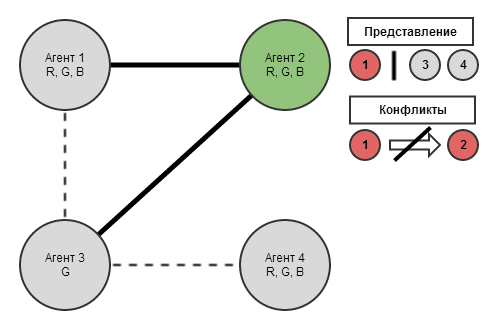 Агент 1
R, G, B
Агент 2
R, G, B
Представление
1
3
4
Конфликты
1
2
Агент 3
G
Агент 4
R, G, B